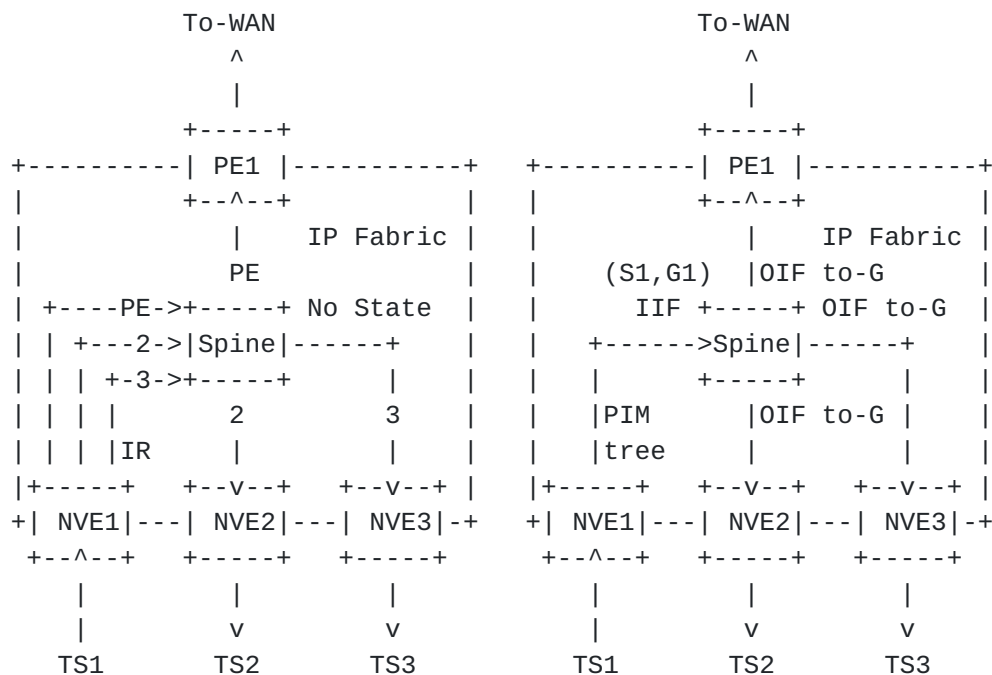 To-WAN To-WAN
^ ^
| |
+-----+ +-----+
+----------| PE1 |-----------+ +----------| PE1 |-----------+
| +--^--+ | | +--^--+ |
| | IP Fabric | | | IP Fabric |
| PE | | (S1,G1) |OIF to-G |
| +----PE->+-----+ No State | | IIF +-----+ OIF to-G |
| | +---2->|Spine|------+ | | +------>Spine|------+ |
| | | +-3->+-----+ | | | | +-----+ | |
| | | | 2 3 | | |PIM |OIF to-G | |
| | | |IR | | | | |tree | | |
|+-----+ +--v--+ +--v--+ | |+-----+ +--v--+ +--v--+ |
+| NVE1|---| NVE2|---| NVE3|-+ +| NVE1|---| NVE2|---| NVE3|-+
+--^--+ +-----+ +-----+ +--^--+ +-----+ +-----+
| | | | | |
| v v | v v
TS1 TS2 TS3 TS1 TS2 TS3